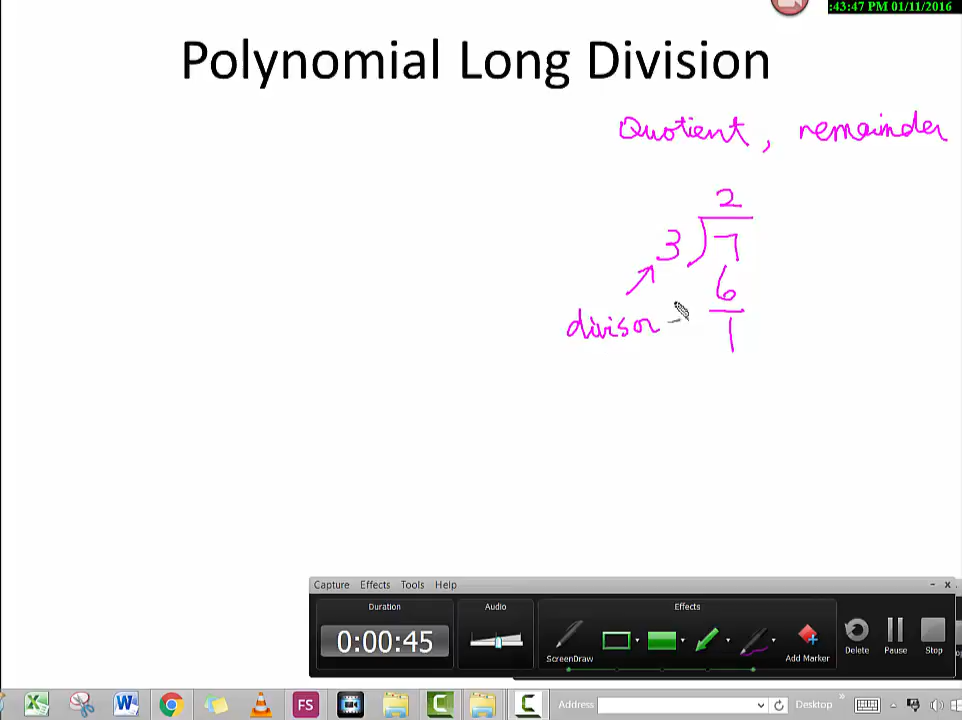 :43:47 PM 01/11/2016
Polynomial Long Division
Quotient, remainder
2
3 7
6
divisor
1
Capture Effects Tools Help
Duration Audio Effects
0:00:45
ScreenDraw Add Marker Delete Pause Stop
FS Address Desktop